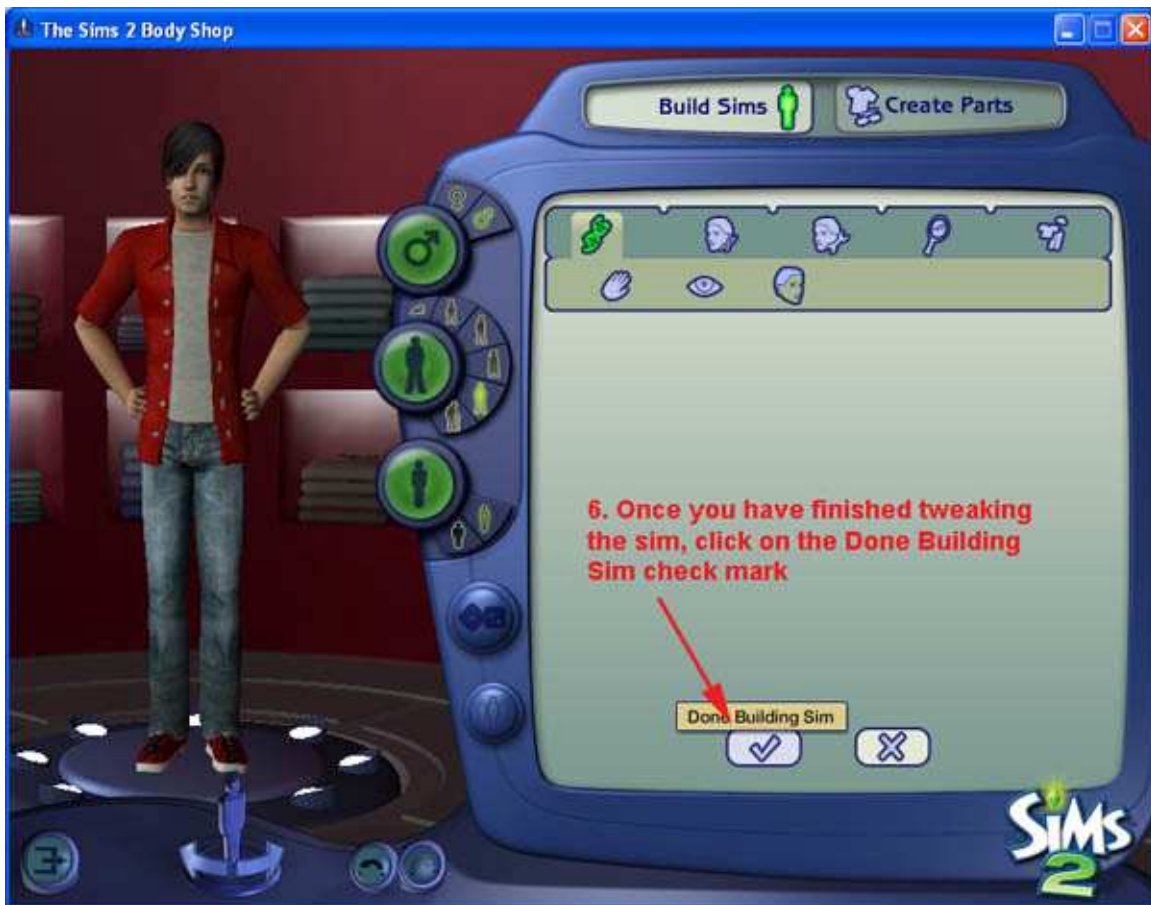 The Sims 2 Body Shop
Build Sims
Create Parts
6. Once you have finished tweaking
the sim, click on the Done Building
Sim check mark
Done Building Sim
SIMS
2